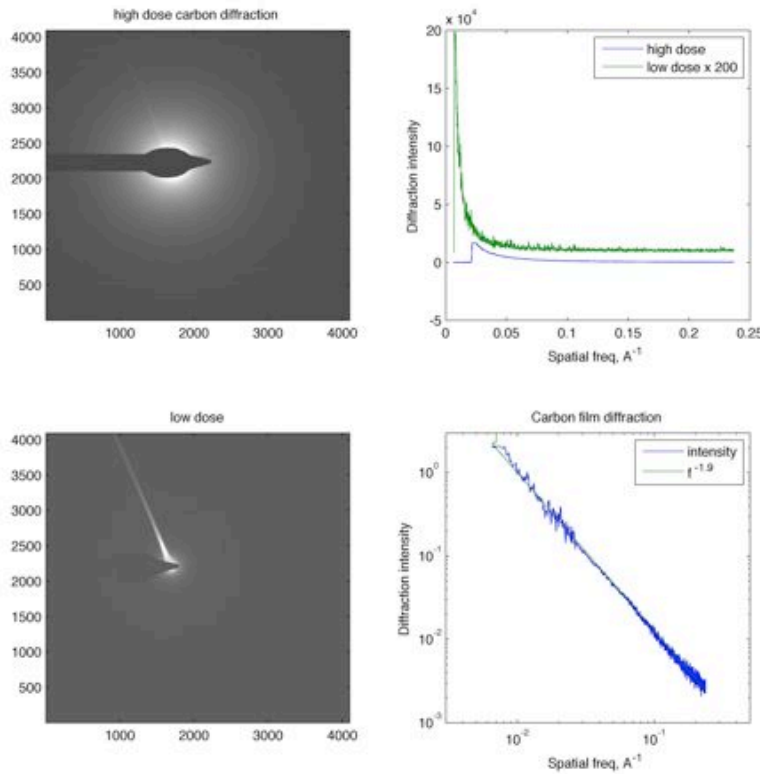 high dose carbon diffraction
4000
3500
3000
2500
2000
1500
1000
500
1000 2000 3000 4000
x 10⁴
20
15
10
5
0
-5
0 0.05 0.1 0.15 0.2 0.25
Diffraction intensity
Spatial freq, A⁻¹
high dose
low dose x 200
low dose
4000
3500
3000
2500
2000
1500
1000
500
1000 2000 3000 4000
Carbon film diffraction
10⁰
10⁻¹
10⁻²
10⁻³
10⁻² 10⁻¹
Diffraction intensity
Spatial freq, A⁻¹
intensity
f⁻¹·⁹